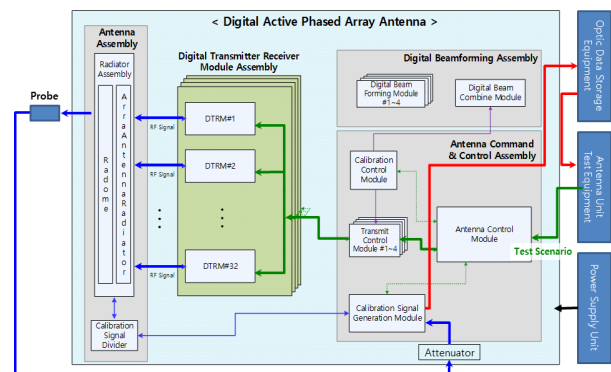 < Digital Active Phased Array Antenna >
Antenna
Assembly
Radiator
Assembly
Radome
ArraAntennaRadiator
Calibration
Signal
Divider
Probe
RF Signal
RF Signal
RF Signal
Digital Transmitter Receiver
Module Assembly
DTRM#1
DTRM#2
DTRM#32
Digital Beamforming Assembly
Digital Beam
Forming Module
#1~4
Digital Beam
Combine Module
Antenna Command
& Control Assembly
Calibration
Control
Module
Transmit
Control
Module #1~4
Antenna Control
Module
Calibration Signal
Generation Module
Test Scenario
Attenuator
Optic Data Storage
Equipment
Antenna Unit
Test Equipment
Power Supply Unit